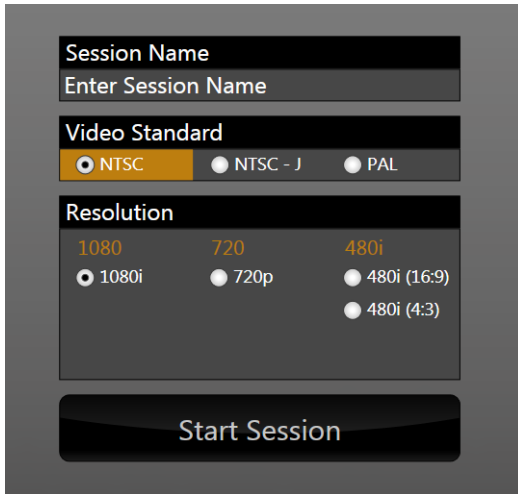 Session Name
Enter Session Name
Video Standard
NTSC NTSC - J PAL
Resolution
1080 720 480i
1080i 720p 480i (16:9)
480i (4:3)
Start Session